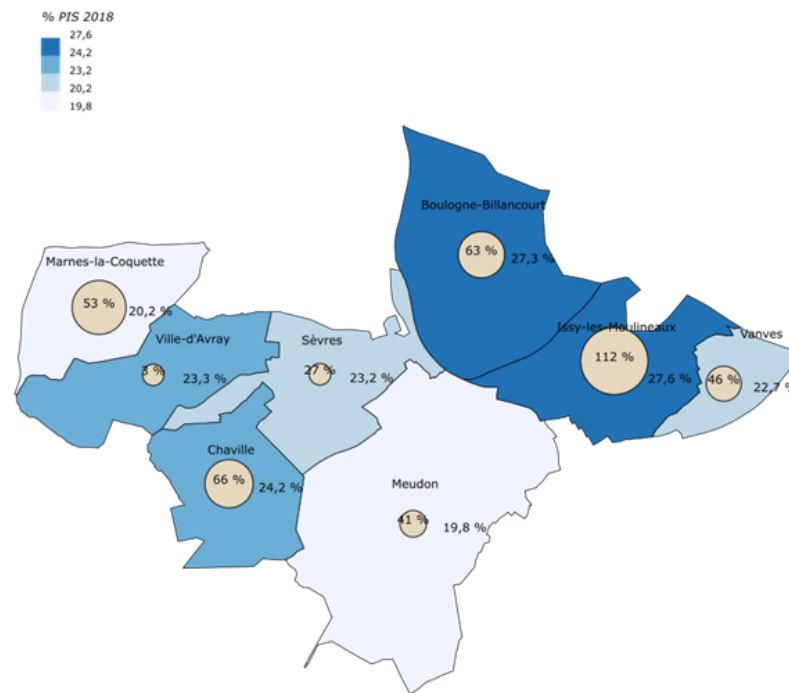 % PIS 2018
27,6
24,2
23,2
20,2
19,8
Boulogne-Billancourt
63 %
27,3 %
Marnes-la-Coquette
53 %
20,2 %
Ville-d'Avray
3 %
23,3 %
Sèvres
27 %
23,2 %
Issy-les-Moulineaux
112 %
27,6 %
Vanves
46 %
22,7 %
Chaville
66 %
24,2 %
Meudon
41 %
19,8 %